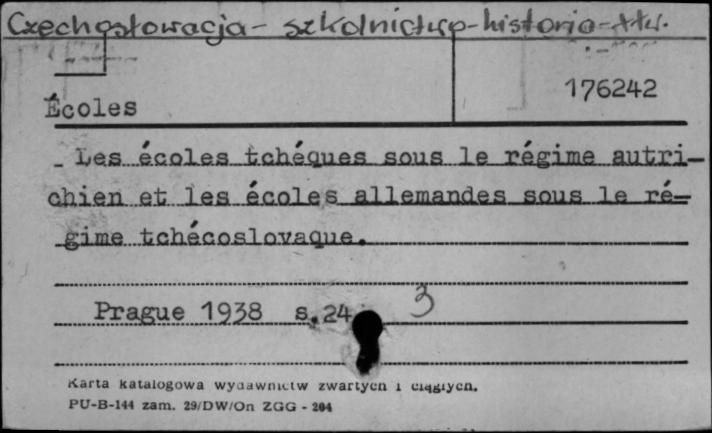 Czechosłowacja - szkolnictwo - historia - XX w.
176242
Écoles
Les écoles tchéques sous le régime autri-
chien et les écoles allemandes sous le ré=
gime tchécoslovaque.
Prague 1938 s.24 3
Karta katalogowa wydawnictw zwartych i ciągłych.
PU-B-144 zam. 29/DW/On ZGG - 204